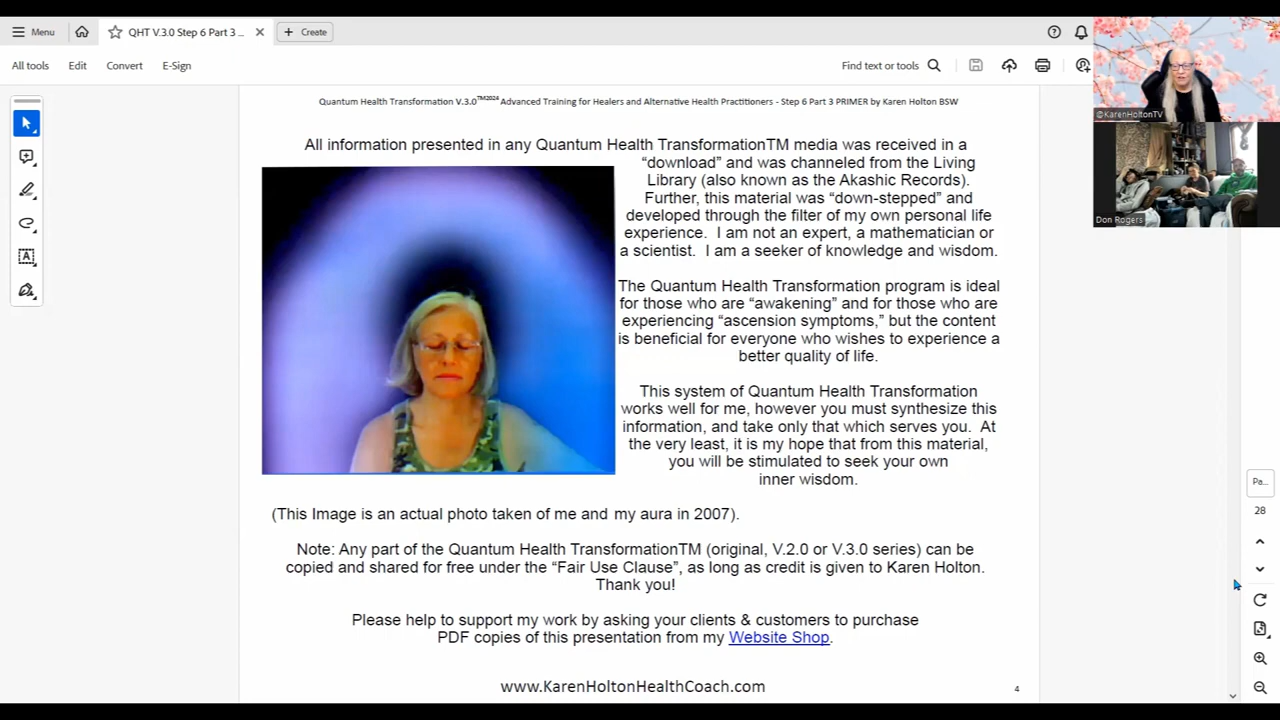 Menu
QHT V.3.0 Step 6 Part 3 ...
Create
All tools
Edit
Convert
E-Sign
Find text or tools
@KarenHoltonTV
Don Rogers
Quantum Health Transformation V.3.0TM2024 Advanced Training for Healers and Alternative Health Practitioners - Step 6 Part 3 PRIMER by Karen Holton BSW
All information presented in any Quantum Health TransformationTM media was received in a
“download” and was channeled from the Living
Library (also known as the Akashic Records).
Further, this material was “down-stepped” and
developed through the filter of my own personal life
experience. I am not an expert, a mathematician or
a scientist. I am a seeker of knowledge and wisdom.
The Quantum Health Transformation program is ideal
for those who are “awakening” and for those who are
experiencing “ascension symptoms,” but the content
is beneficial for everyone who wishes to experience a
better quality of life.
This system of Quantum Health Transformation
works well for me, however you must synthesize this
information, and take only that which serves you. At
the very least, it is my hope that from this material,
you will be stimulated to seek your own
inner wisdom.
(This Image is an actual photo taken of me and my aura in 2007).
Note: Any part of the Quantum Health TransformationTM (original, V.2.0 or V.3.0 series) can be
copied and shared for free under the “Fair Use Clause”, as long as credit is given to Karen Holton.
Thank you!
Please help to support my work by asking your clients & customers to purchase
PDF copies of this presentation from my Website Shop.
www.KarenHoltonHealthCoach.com
4
Pa...
28